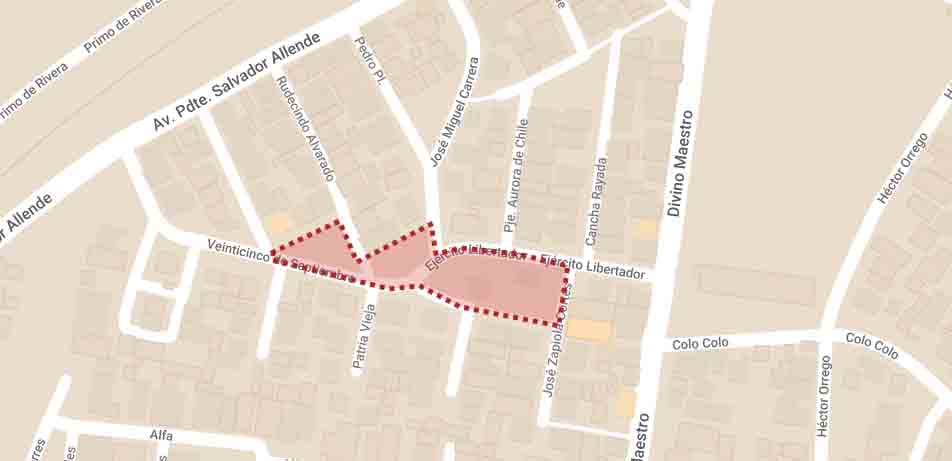 Primo de Rivera
Primo de Rivera
Av. Pdte. Salvador Allende
Pedro Pl.
José Miguel Carrera
Rudecindo Alvarado
Pje. Aurora de Chile
Cancha Rayada
Divino Maestro
Héctor Orrego
Allende
Veinticinco de Septiembre
Ejército Libertador
Ejército Libertador
Patria Vieja
José Zapiola Cortés
Colo Colo
Colo Colo
Héctor Orrego
Alfa
Maestro